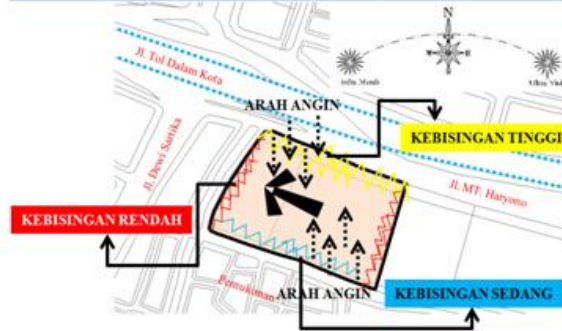 N
Jl. Tol Dalam Kota
ARAH ANGIN
KEBISINGAN TINGGI
Jl. Dewi Sartika
Jl. MT. Haryono
KEBISINGAN RENDAH
Pemukiman
ARAH ANGIN
KEBISINGAN SEDANG